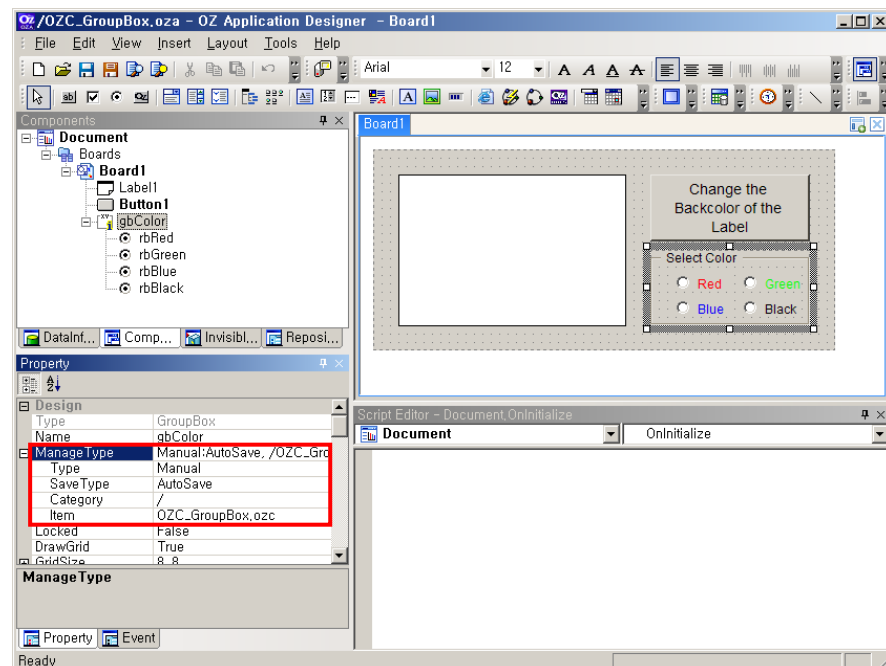 /OZC_GroupBox.oza - OZ Application Designer - Board1
File Edit View Insert Layout Tools Help
Arial 12 A A A A
Components
Board1
Document
Boards
Board1
Label1
Button1
gbColor
rbRed
rbGreen
rbBlue
rbBlack
Change the
Backcolor of the
Label
Select Color
Red Green
Blue Black
DataInf... Comp... Invisibl... Reposi...
Property
Design
Type GroupBox
Name gbColor
ManageType Manual:AutoSave, /OZC_Gro
Type Manual
SaveType AutoSave
Category /
Item OZC_GroupBox.ozc
Locked False
DrawGrid True
GridSize 8, 8
ManageType
Property Event
Script Editor - Document.OnInitialize
Document OnInitialize
Ready